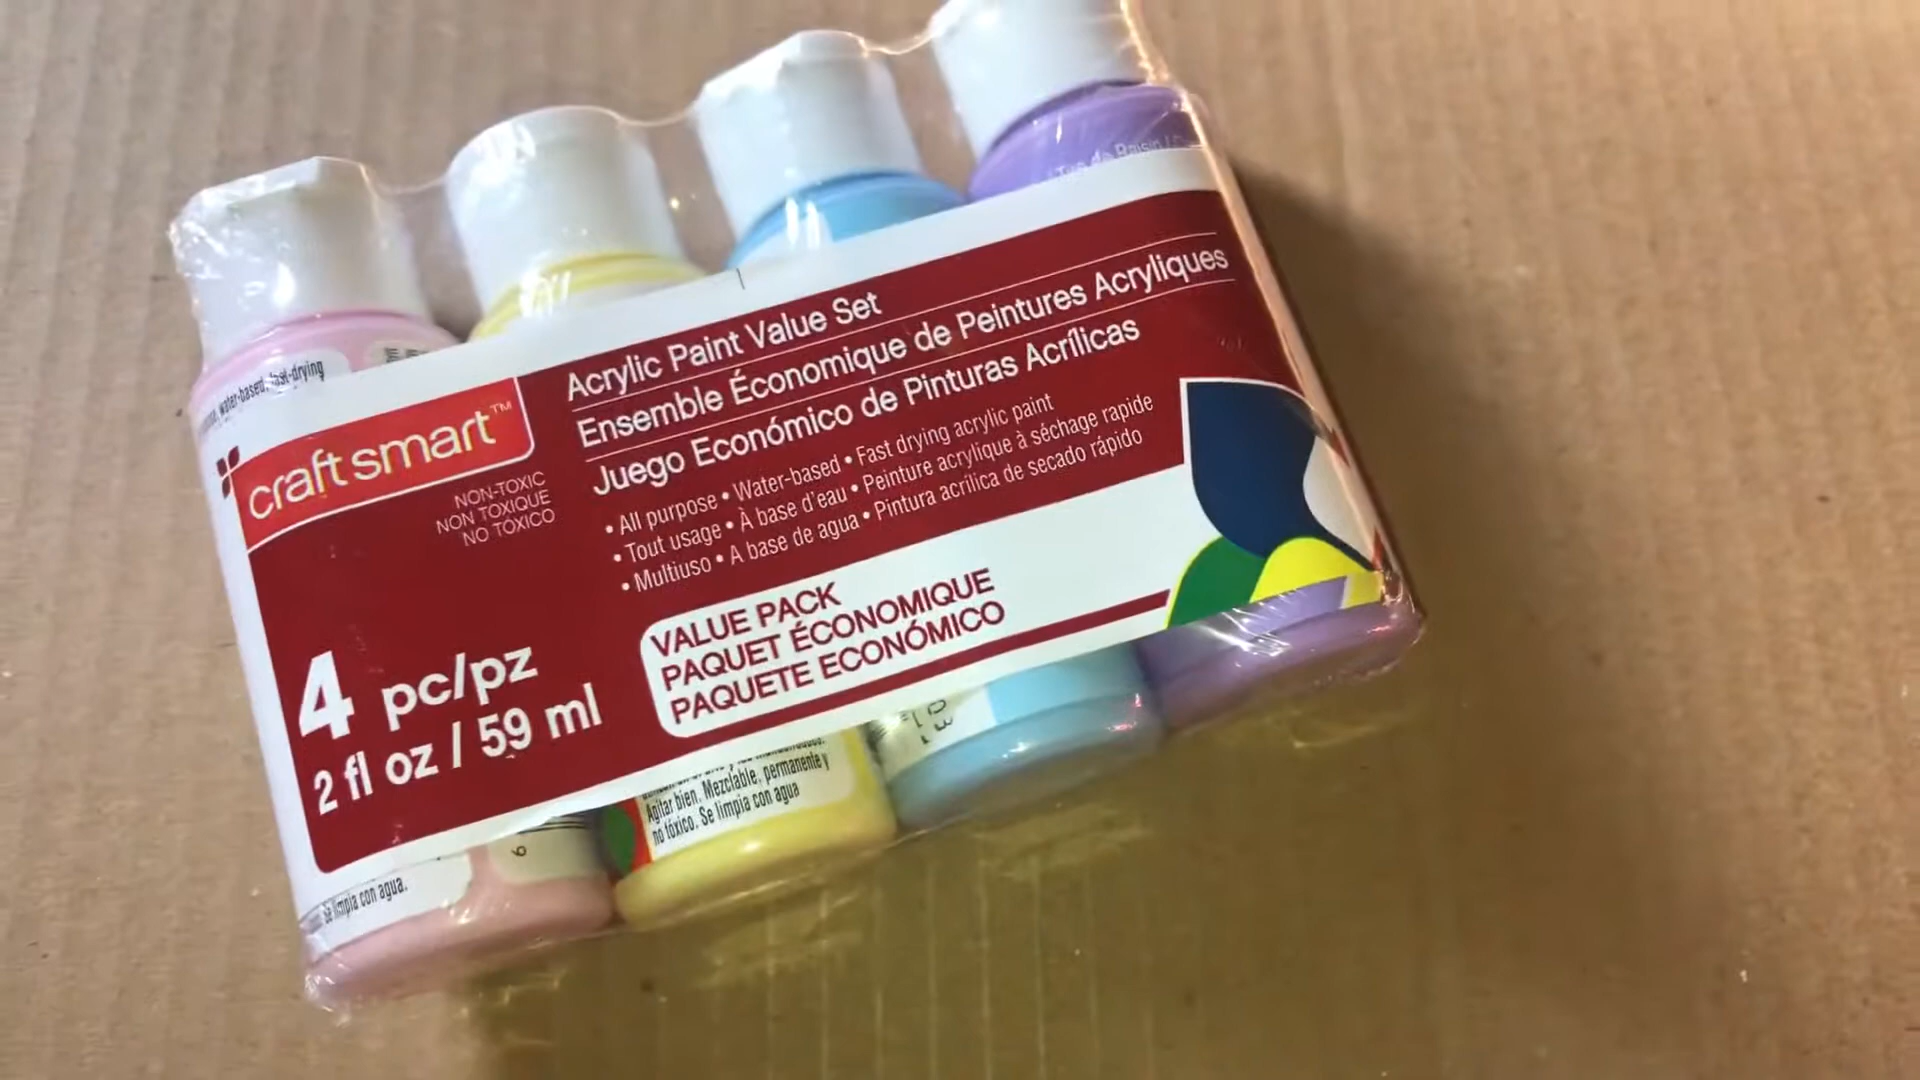 water-based, fast-drying
craft smart™
NON-TOXIC
NON TOXIQUE
NO TÓXICO
Acrylic Paint Value Set
Ensemble Économique de Peintures Acryliques
Juego Económico de Pinturas Acrílicas
• All purpose • Water-based • Fast drying acrylic paint
• Tout usage • À base d'eau • Peinture acrylique à séchage rapide
• Multiuso • A base de agua • Pintura acrílica de secado rápido
4 pc/pz
2 fl oz / 59 ml
VALUE PACK
PAQUET ÉCONOMIQUE
PAQUETE ECONÓMICO
Agitar bien. Mezclable, permanente y
no tóxico. Se limpia con agua
Se limpia con agua.